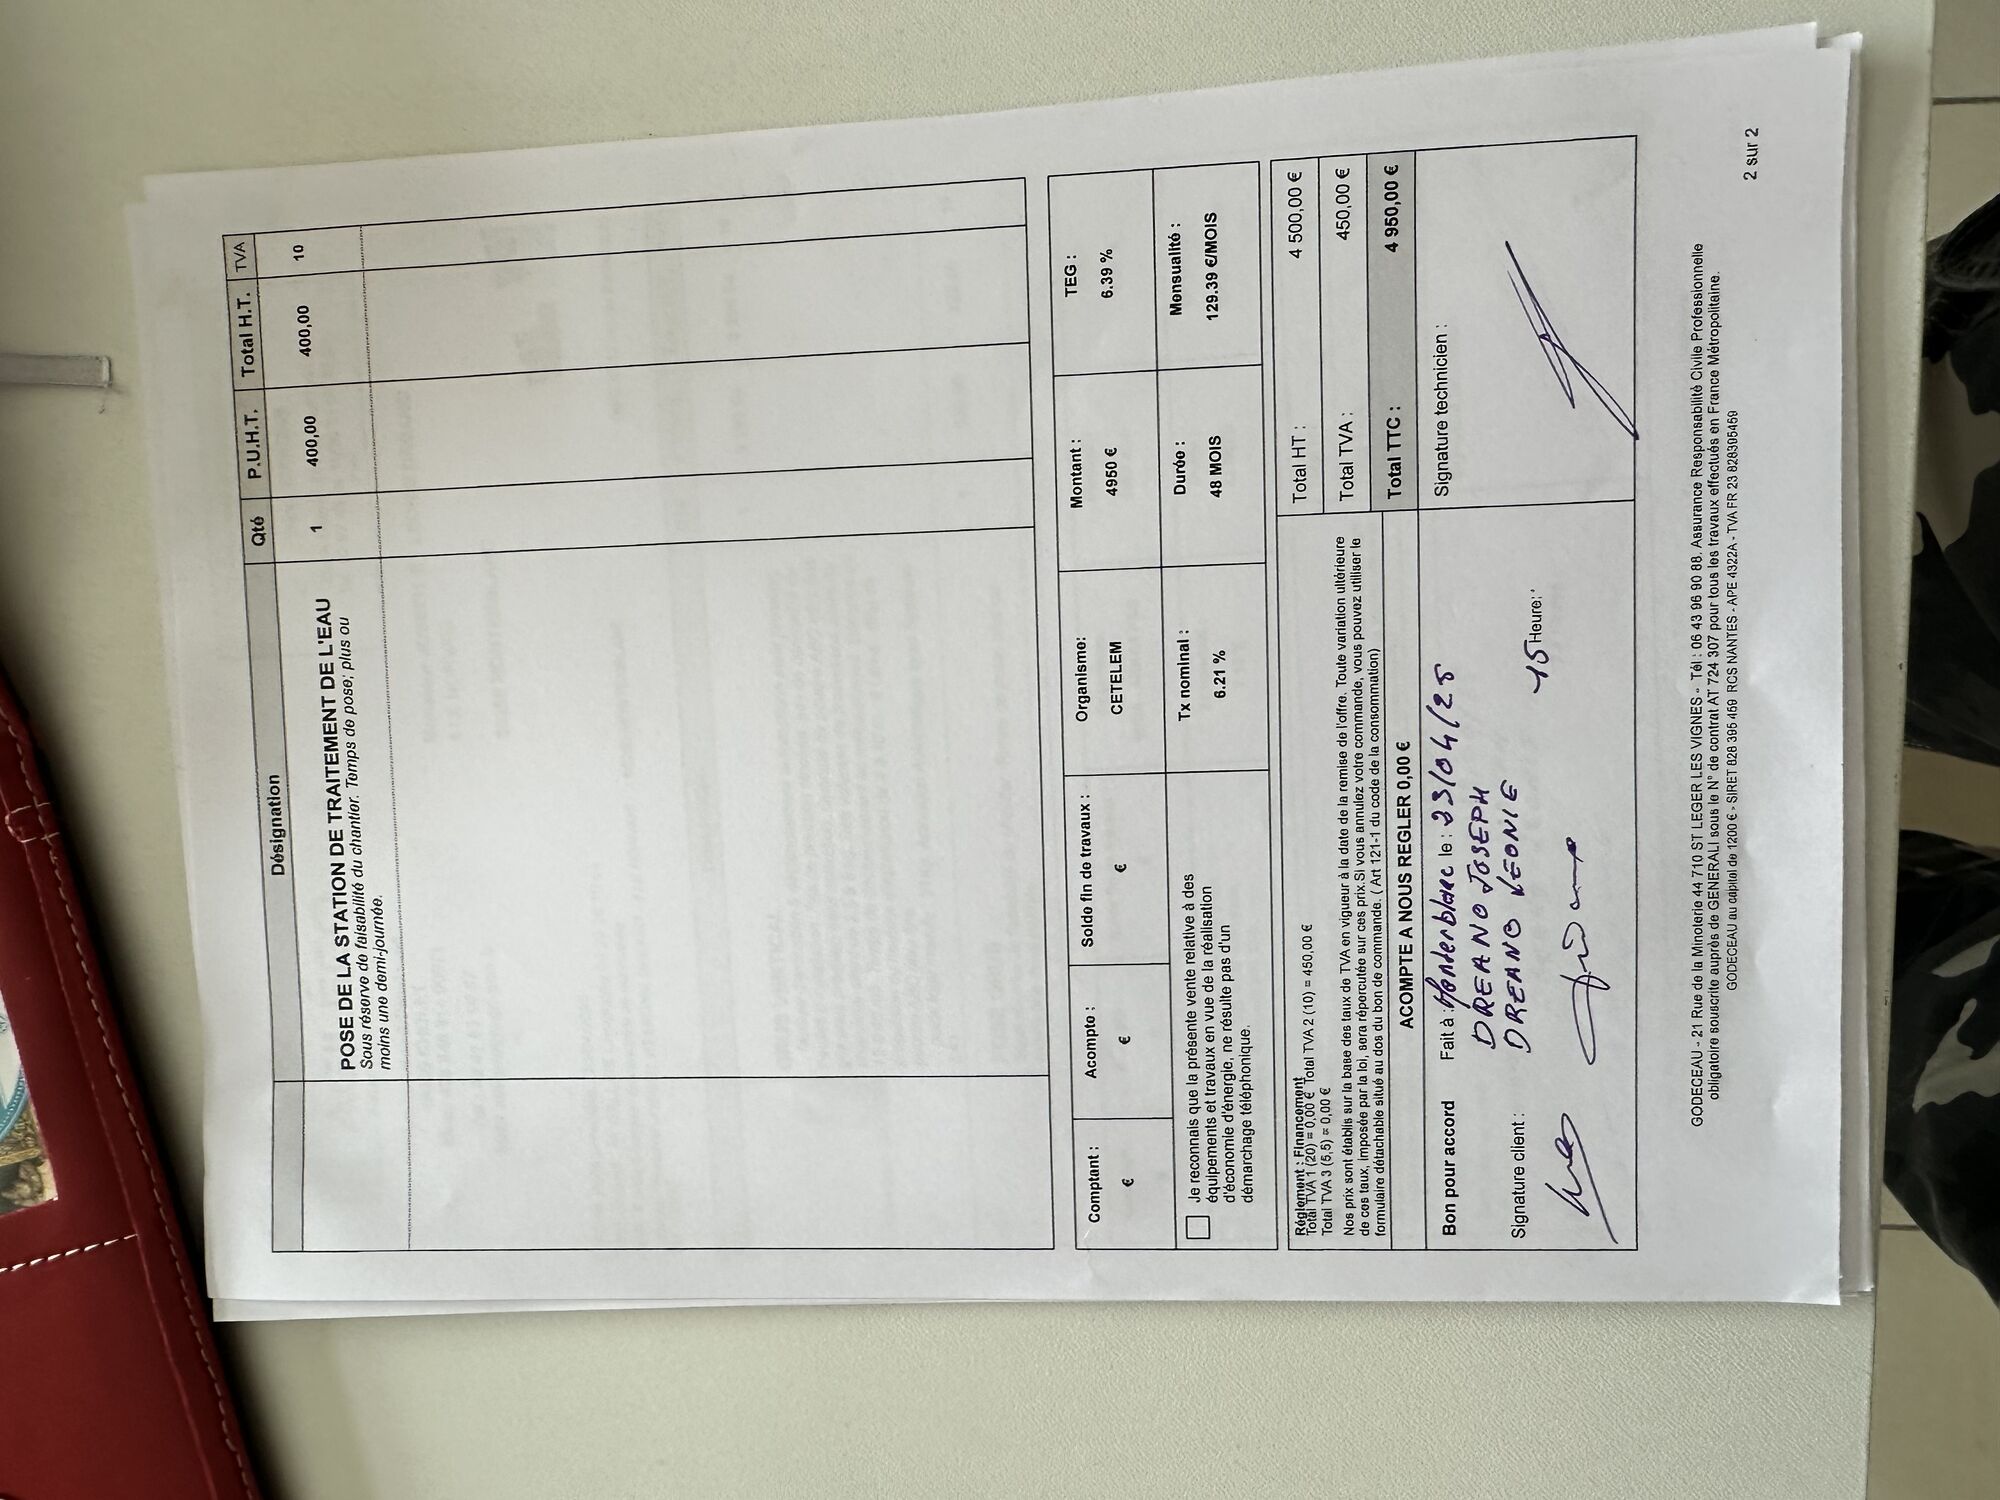 Désignation Qté P.U.H.T. Total H.T. TVA
POSE DE LA STATION DE TRAITEMENT DE L'EAU 1 400,00 400,00 10
Sous réserve de faisabilité du chantier. Temps de pose; plus ou
moins une demi-journée.
Comptant : Acompte : Solde fin de travaux : Organisme: Montant : TEG :
€ € € CETELEM 4950 € 6.39 %
Je reconnais que la présente vente relative à des
équipements et travaux en vue de la réalisation
d'économie d'énergie, ne résulte pas d'un
démarchage téléphonique.
Tx nominal : Durée : Mensualité :
6.21 % 48 MOIS 129.39 €/MOIS
Réglement : Financement
Total TVA 1 (20) = 0,00 € Total TVA 2 (10) = 450,00 €
Total TVA 3 (5,5) = 0,00 €
Nos prix sont établis sur la base des taux de TVA en vigueur à la date de la remise de l'offre. Toute variation ultérieure
de ces taux, imposée par la loi, sera répercutée sur ces prix.Si vous annulez votre commande, vous pouvez utiliser le
formulaire détachable situé au dos du bon de commande. ( Art 121-1 du code de la consommation)
Total HT : 4 500,00 €
Total TVA : 450,00 €
Total TTC : 4 950,00 €
ACOMPTE A NOUS REGLER 0,00 €
Bon pour accord Fait à : le : 23/04/25
DREANO JOSEPH
Signature client : DREANO LEONIE
15 Heure:
Signature technicien :
GODECEAU - 21 Rue de la Minoterie 44 710 ST LEGER LES VIGNES - Tél : 06 43 96 90 88. Assurance Responsabilité Civile Professionnelle
obligatoire souscrite auprès de GENERALI sous le N° de contrat AT 724 307 pour tous les travaux effectués en France Métropolitaine.
GODECEAU au capital de 1200 € - SIRET 828 395 459 RCS NANTES - APE 4322A - TVA FR 23 828395459
2 sur 2